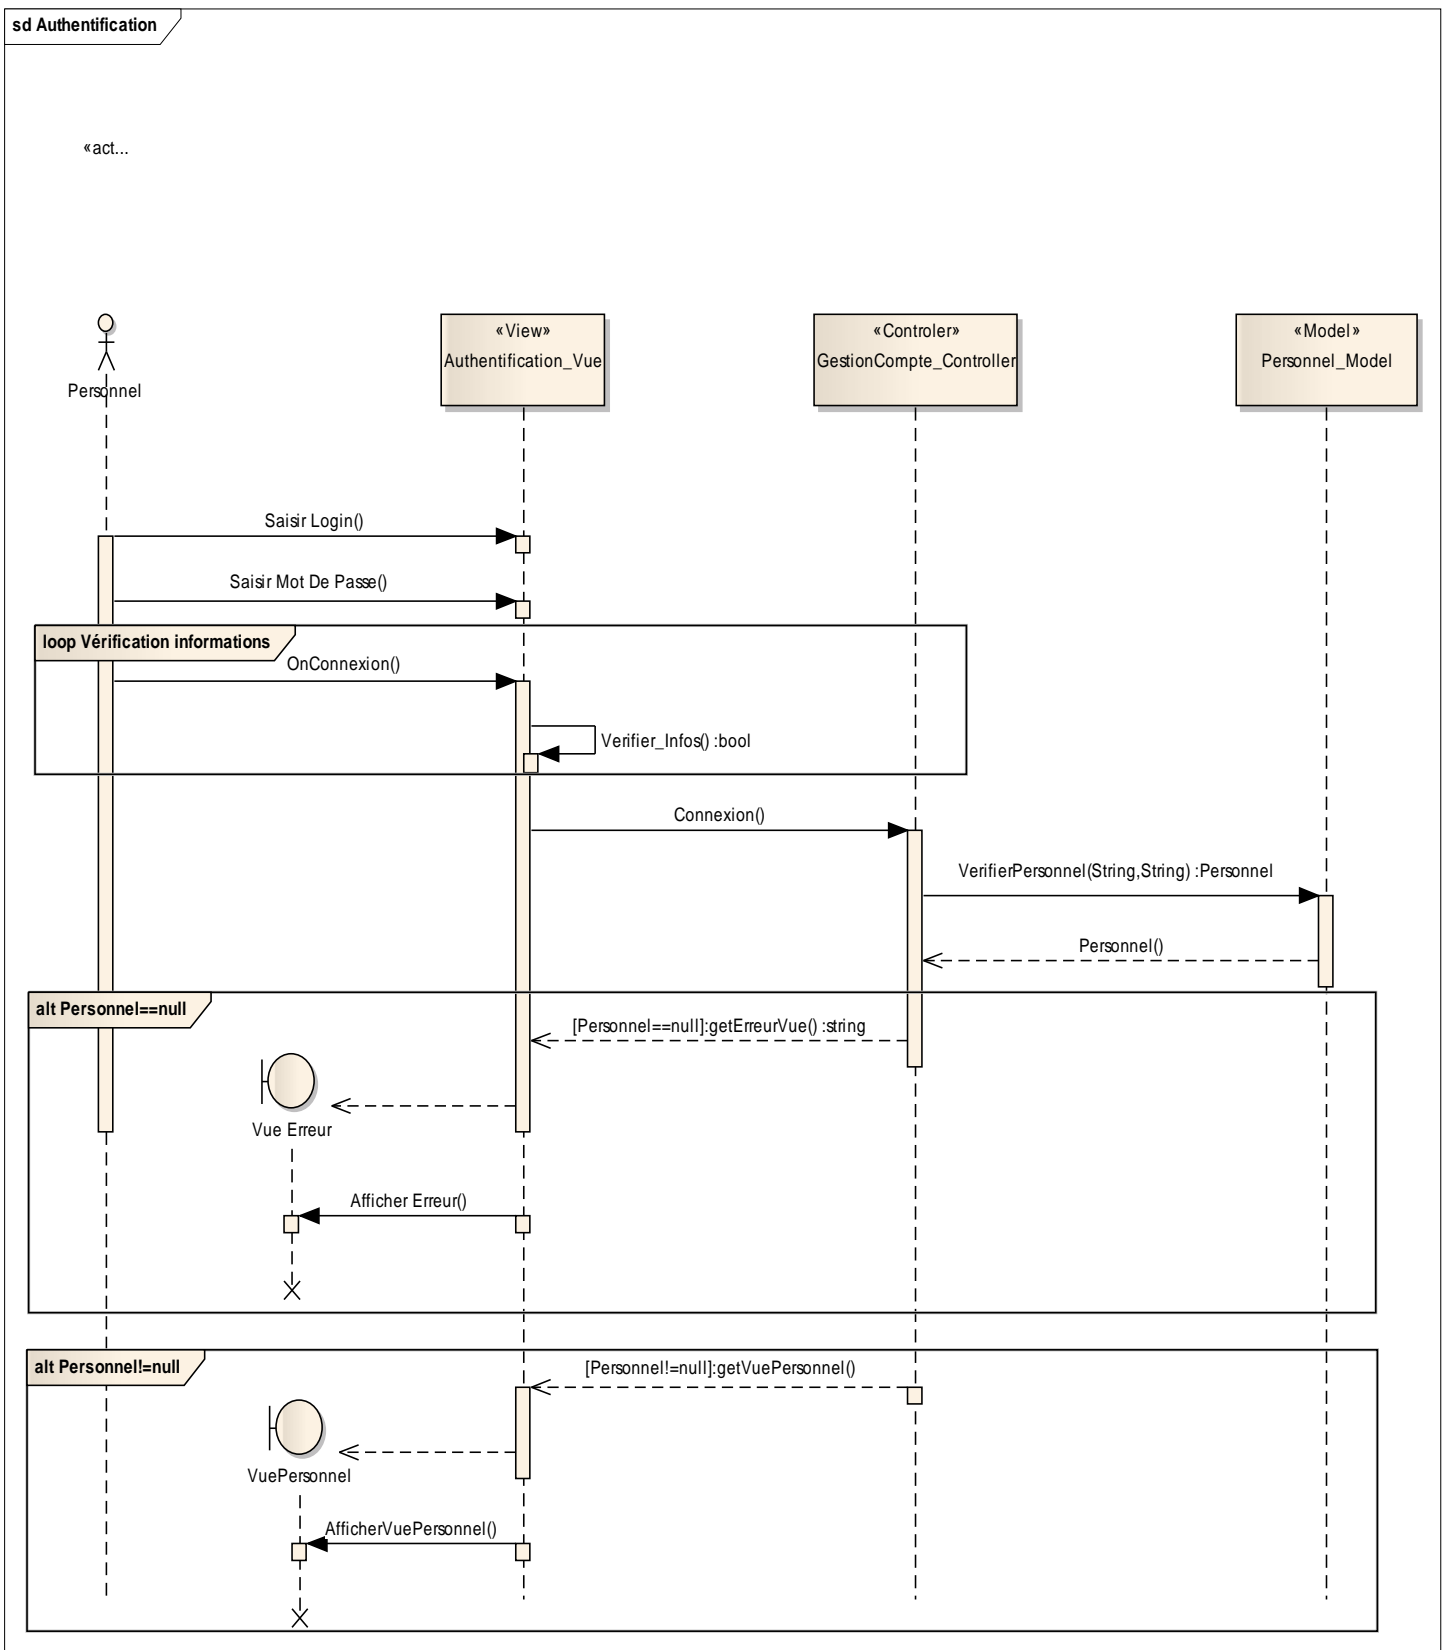 sd Authentification
«act...
Personnel
«View»
Authentification_Vue
«Controler»
GestionCompte_Controller
«Model»
Personnel_Model
Saisir Login()
Saisir Mot De Passe()
loop Vérification informations
OnConnexion()
Verifier_Infos() :bool
Connexion()
VerifierPersonnel(String,String) :Personnel
Personnel()
alt Personnel==null
[Personnel==null]:getErreurVue() :string
Vue Erreur
Afficher Erreur()
alt Personnel!=null
[Personnel!=null]:getVuePersonnel()
VuePersonnel
AfficherVuePersonnel()